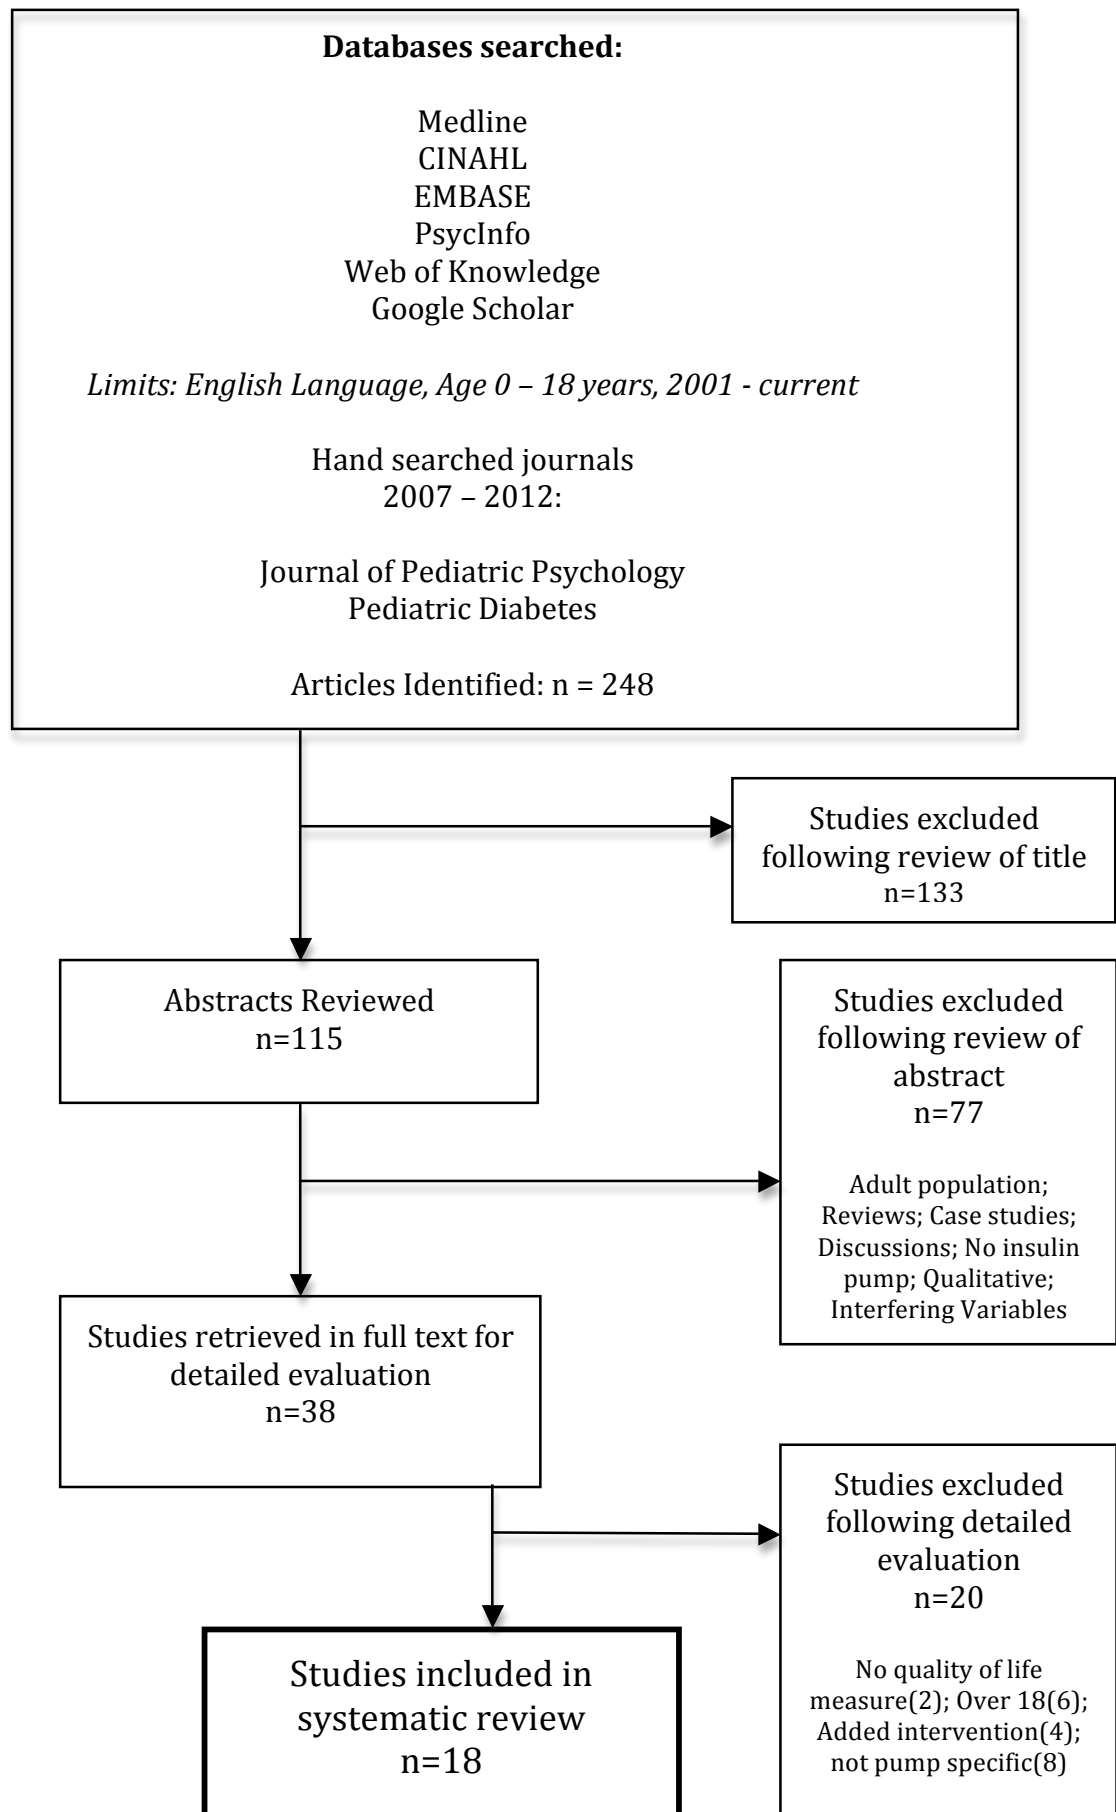 Databases searched:
Medline
CINAHL
EMBASE
PsycInfo
Web of Knowledge
Google Scholar
Limits: English Language, Age 0 – 18 years, 2001 - current
Hand searched journals
2007 – 2012:
Journal of Pediatric Psychology
Pediatric Diabetes
Articles Identified: n = 248
Studies excluded
following review of title
n=133
Abstracts Reviewed
n=115
Studies excluded
following review of
abstract
n=77
Adult population;
Reviews; Case studies;
Discussions; No insulin
pump; Qualitative;
Interfering Variables
Studies retrieved in full text for
detailed evaluation
n=38
Studies excluded
following detailed
evaluation
n=20
No quality of life
measure(2); Over 18(6);
Added intervention(4);
not pump specific(8)
Studies included in
systematic review
n=18